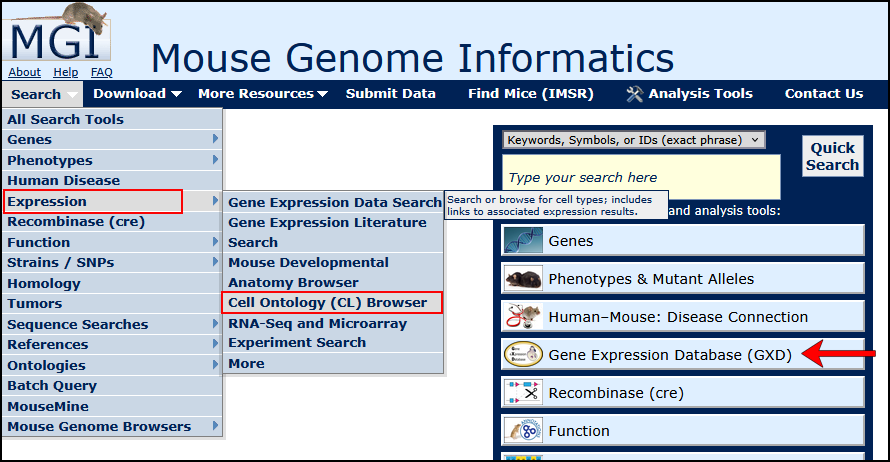 MGI
Mouse Genome Informatics
About Help FAQ
Search Download More Resources Submit Data Find Mice (IMSR) Analysis Tools Contact Us
All Search Tools
Genes
Phenotypes
Human Disease
Expression
Recombinase (cre)
Function
Strains / SNPs
Homology
Tumors
Sequence Searches
References
Ontologies
Batch Query
MouseMine
Mouse Genome Browsers
Gene Expression Data Search
Gene Expression Literature
Search
Mouse Developmental
Anatomy Browser
Cell Ontology (CL) Browser
RNA-Seq and Microarray
Experiment Search
More
Search or browse for cell types; includes
links to associated expression results.
Keywords, Symbols, or IDs (exact phrase)
Quick
Search
Type your search here
and analysis tools:
Genes
Phenotypes & Mutant Alleles
Human–Mouse: Disease Connection
Gene Expression Database (GXD)
Recombinase (cre)
Function